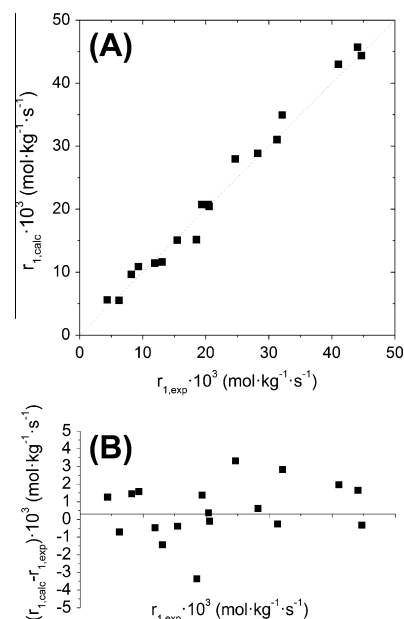 (A)
50
40
30
20
10
0
r1,calc·10³ (mol·kg⁻¹·s⁻¹)
0 10 20 30 40 50
r1,exp·10³ (mol·kg⁻¹·s⁻¹)
(B)
5
4
3
2
1
0
-1
-2
-3
-4
-5
(r1,calc-r1,exp)·10³ (mol·kg⁻¹·s⁻¹)
r1,exp·10³ (mol·kg⁻¹·s⁻¹)